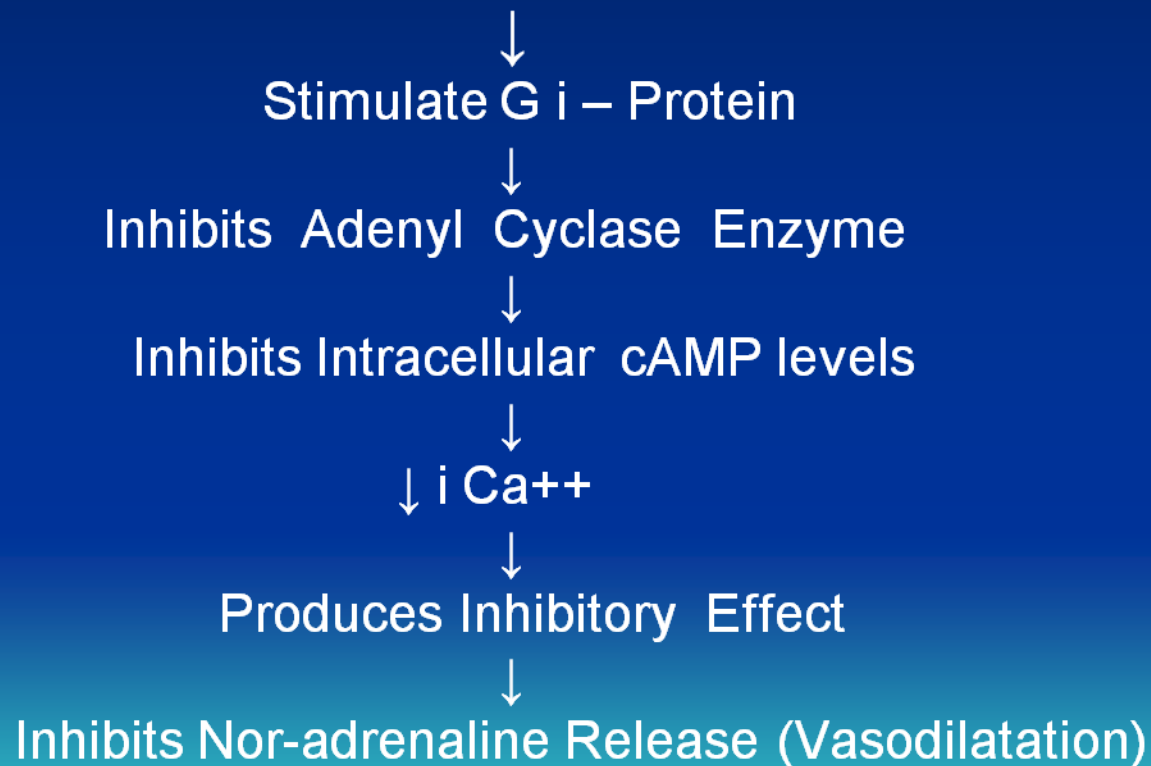 ↓
Stimulate G i – Protein
↓
Inhibits Adenyl Cyclase Enzyme
↓
Inhibits Intracellular cAMP levels
↓
↓ i Ca++
↓
Produces Inhibitory Effect
↓
Inhibits Nor-adrenaline Release (Vasodilatation)